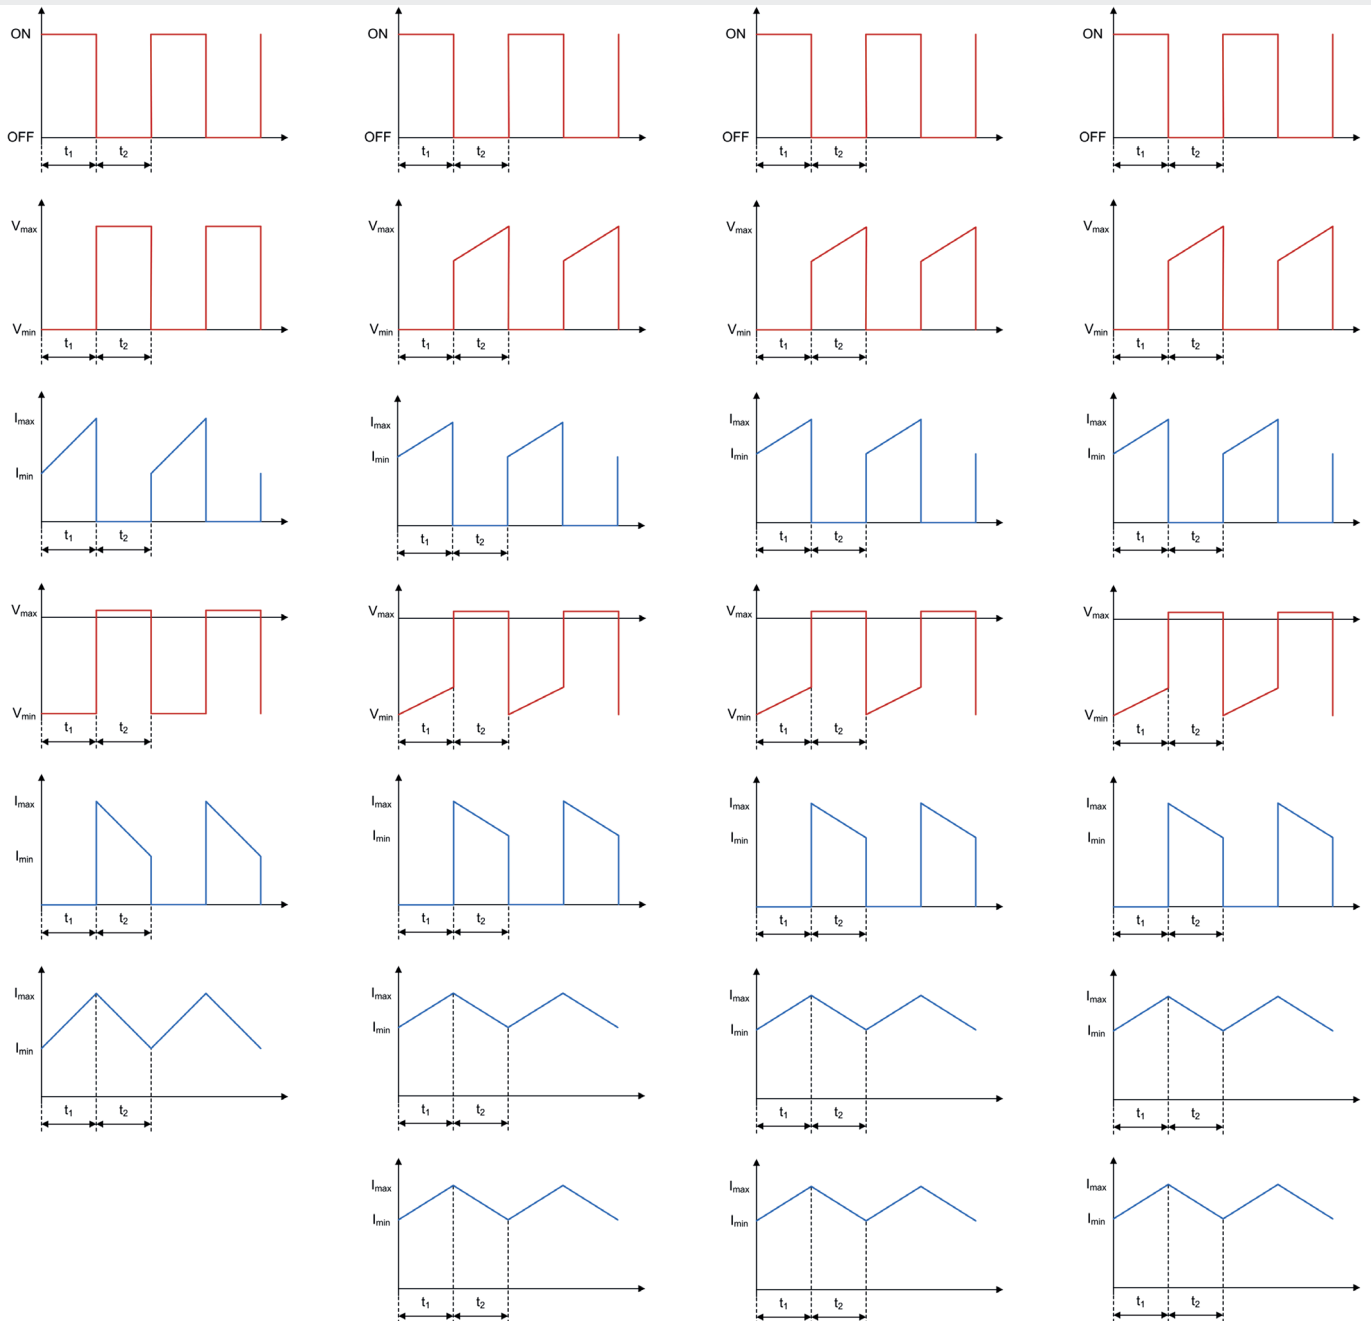 ON ON ON ON
OFF OFF OFF OFF
t1 t2 t1 t2 t1 t2 t1 t2
Vmax Vmax Vmax Vmax
Vmin Vmin Vmin Vmin
t1 t2 t1 t2 t1 t2 t1 t2
Imax Imax Imax Imax
Imin Imin Imin Imin
t1 t2 t1 t2 t1 t2 t1 t2
Vmax Vmax Vmax Vmax
Vmin Vmin Vmin Vmin
t1 t2 t1 t2 t1 t2 t1 t2
Imax Imax Imax Imax
Imin Imin Imin Imin
t1 t2 t1 t2 t1 t2 t1 t2
Imax Imax Imax Imax
Imin Imin Imin Imin
t1 t2 t1 t2 t1 t2 t1 t2
Imax Imax Imax
Imin Imin Imin
t1 t2 t1 t2 t1 t2